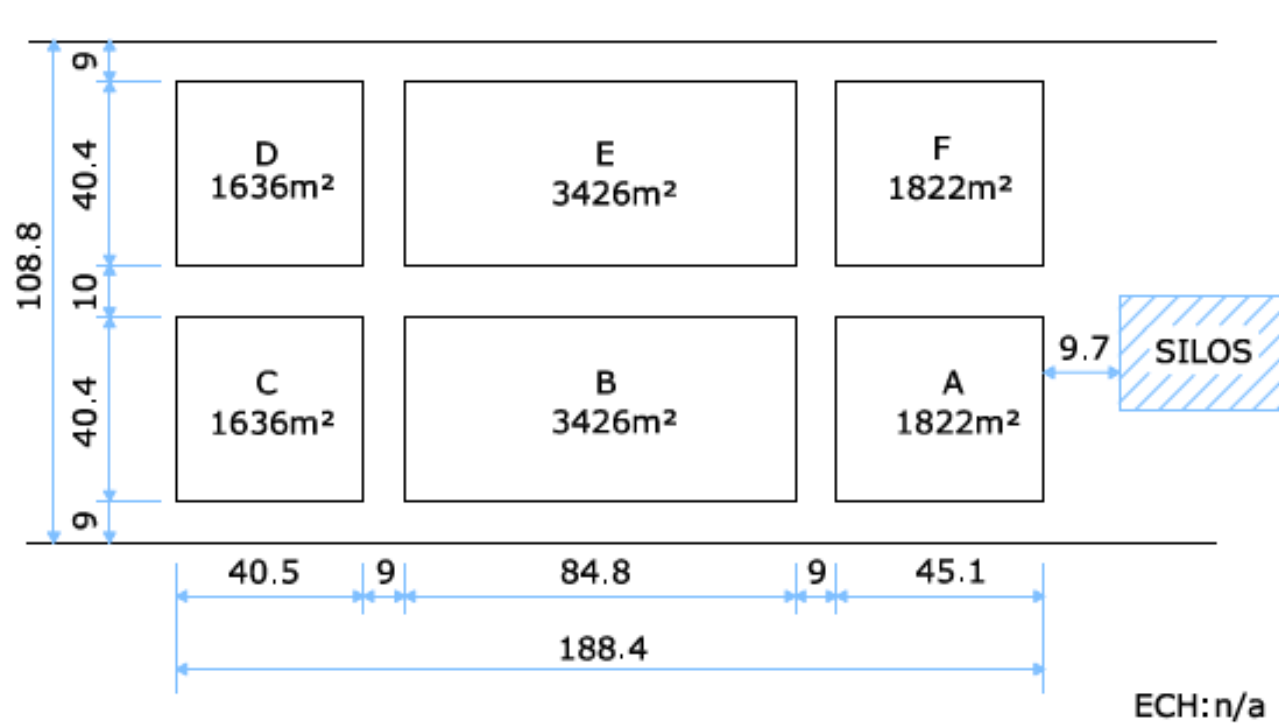 9
40.4
10
40.4
9
108.8
D
1636m²
E
3426m²
F
1822m²
C
1636m²
B
3426m²
A
1822m²
9.7
SILOS
40.5
9
84.8
9
45.1
188.4
ECH:n/a